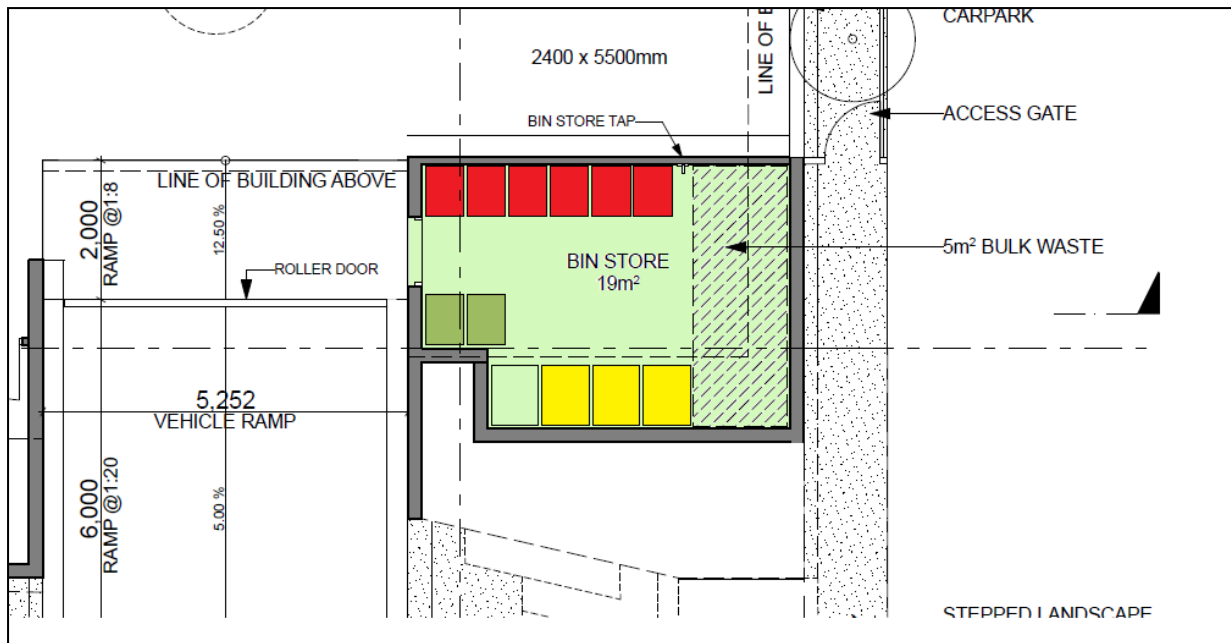 CARPARK
2400 x 5500mm
LINE OF
BIN STORE TAP
ACCESS GATE
LINE OF BUILDING ABOVE
2,000
RAMP @1:8
12.50 %
5m² BULK WASTE
BIN STORE
19m²
ROLLER DOOR
5,252
VEHICLE RAMP
6,000
RAMP @1:20
5.00 %
STEPPED LANDSCAPE